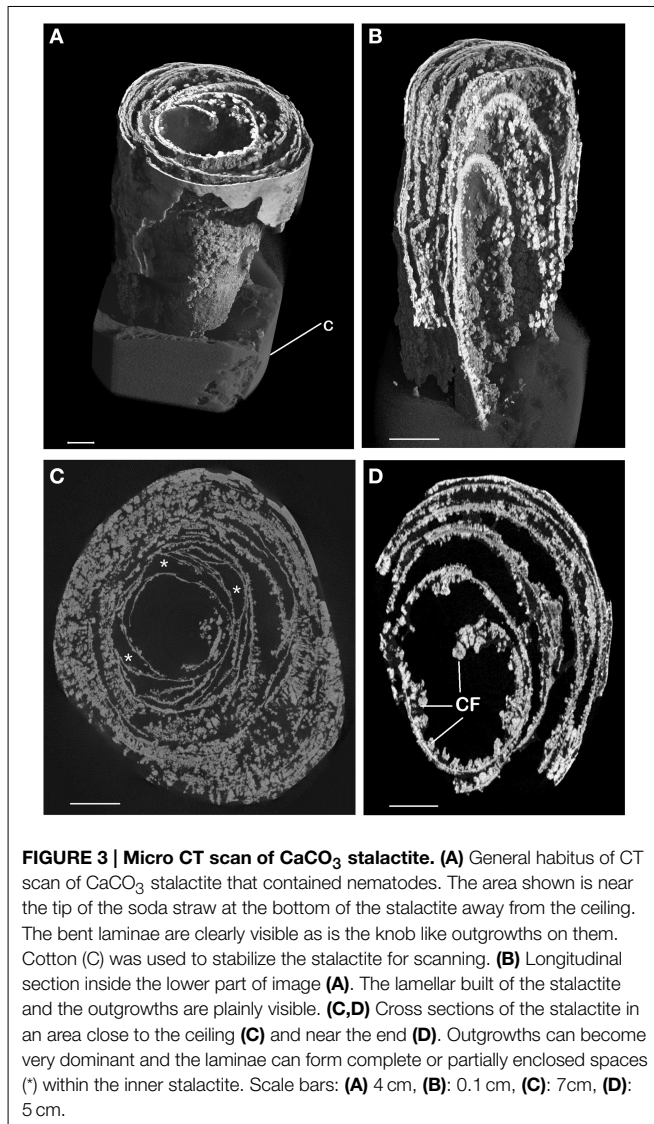 A
B
C
C
D
*
*
*
CF
FIGURE 3 | Micro CT scan of CaCO3 stalactite. (A) General habitus of CT
scan of CaCO3 stalactite that contained nematodes. The area shown is near
the tip of the soda straw at the bottom of the stalactite away from the ceiling.
The bent laminae are clearly visible as is the knob like outgrowths on them.
Cotton (C) was used to stabilize the stalactite for scanning. (B) Longitudinal
section inside the lower part of image (A). The lamellar built of the stalactite
and the outgrowths are plainly visible. (C,D) Cross sections of the stalactite in
an area close to the ceiling (C) and near the end (D). Outgrowths can become
very dominant and the laminae can form complete or partially enclosed spaces
(*) within the inner stalactite. Scale bars: (A) 4 cm, (B): 0.1 cm, (C): 7cm, (D):
5 cm.